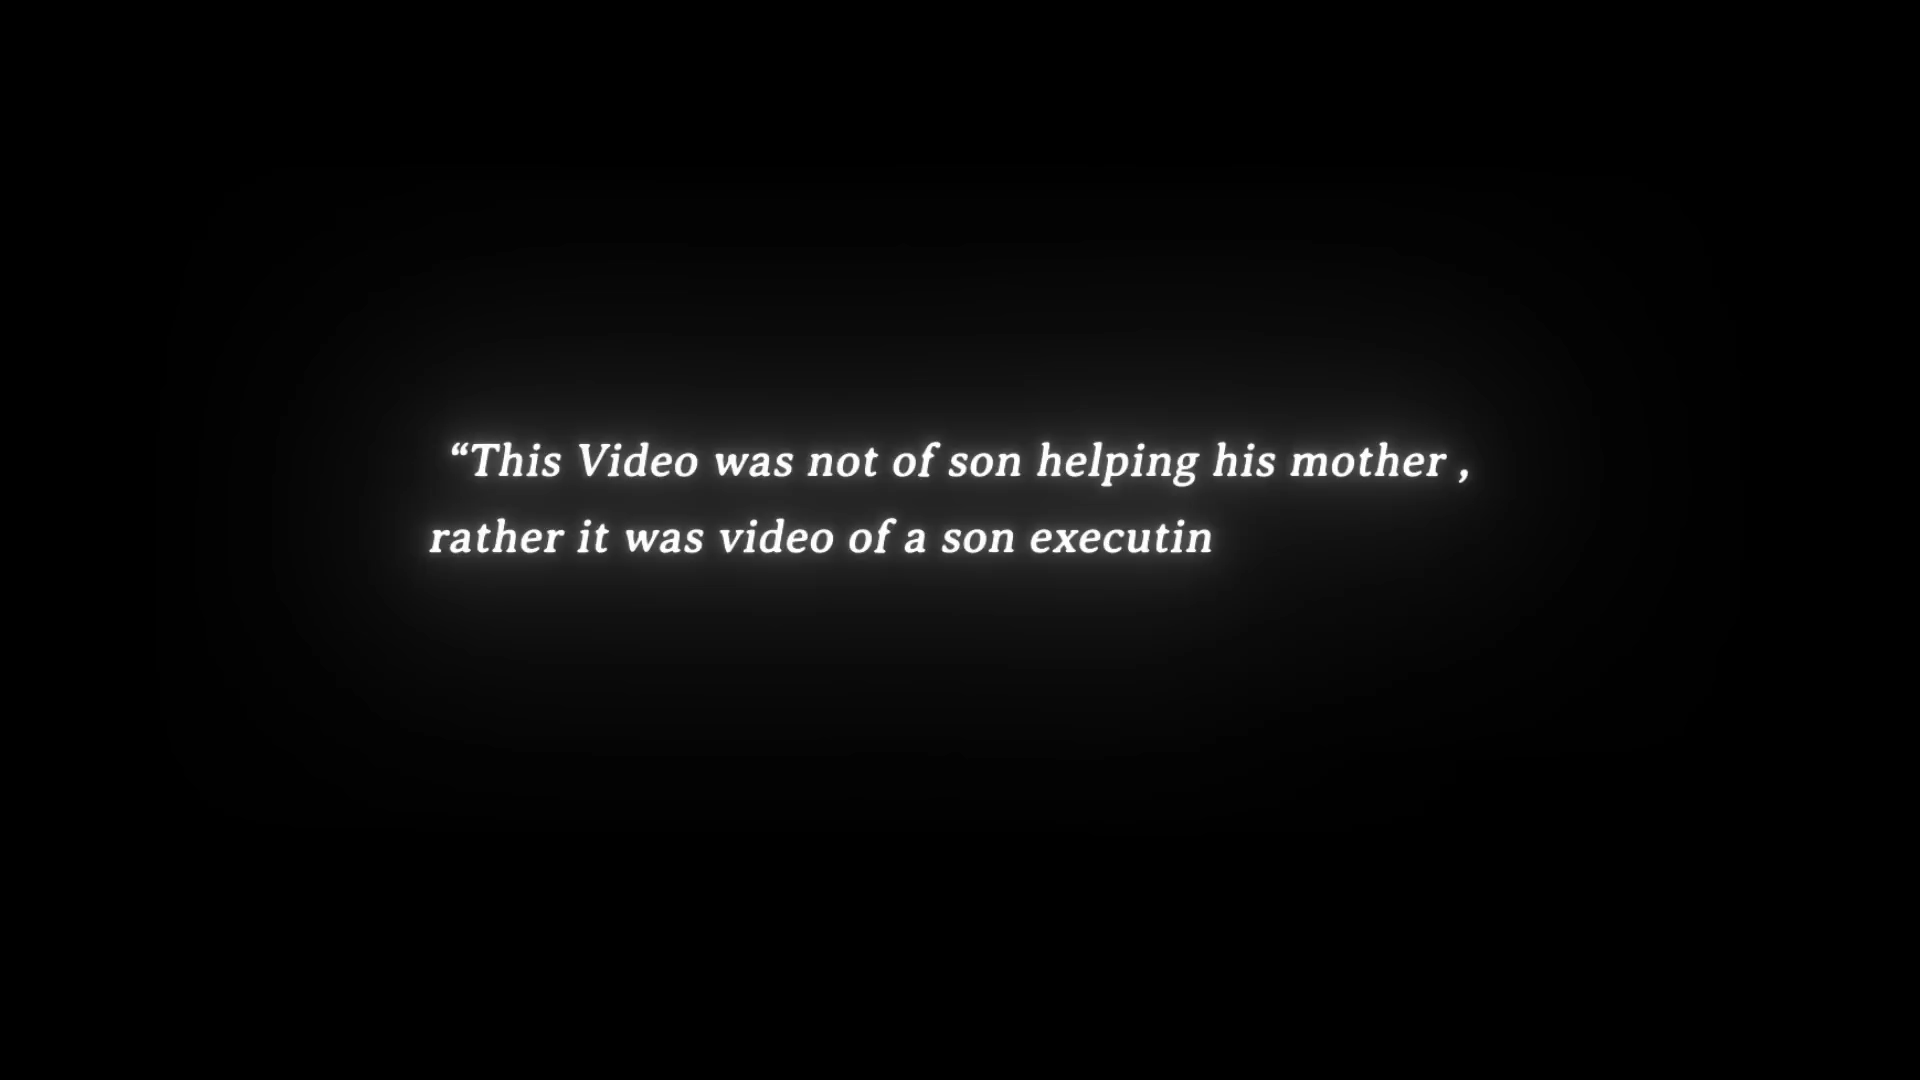 “This Video was not of son helping his mother ,
rather it was video of a son executin